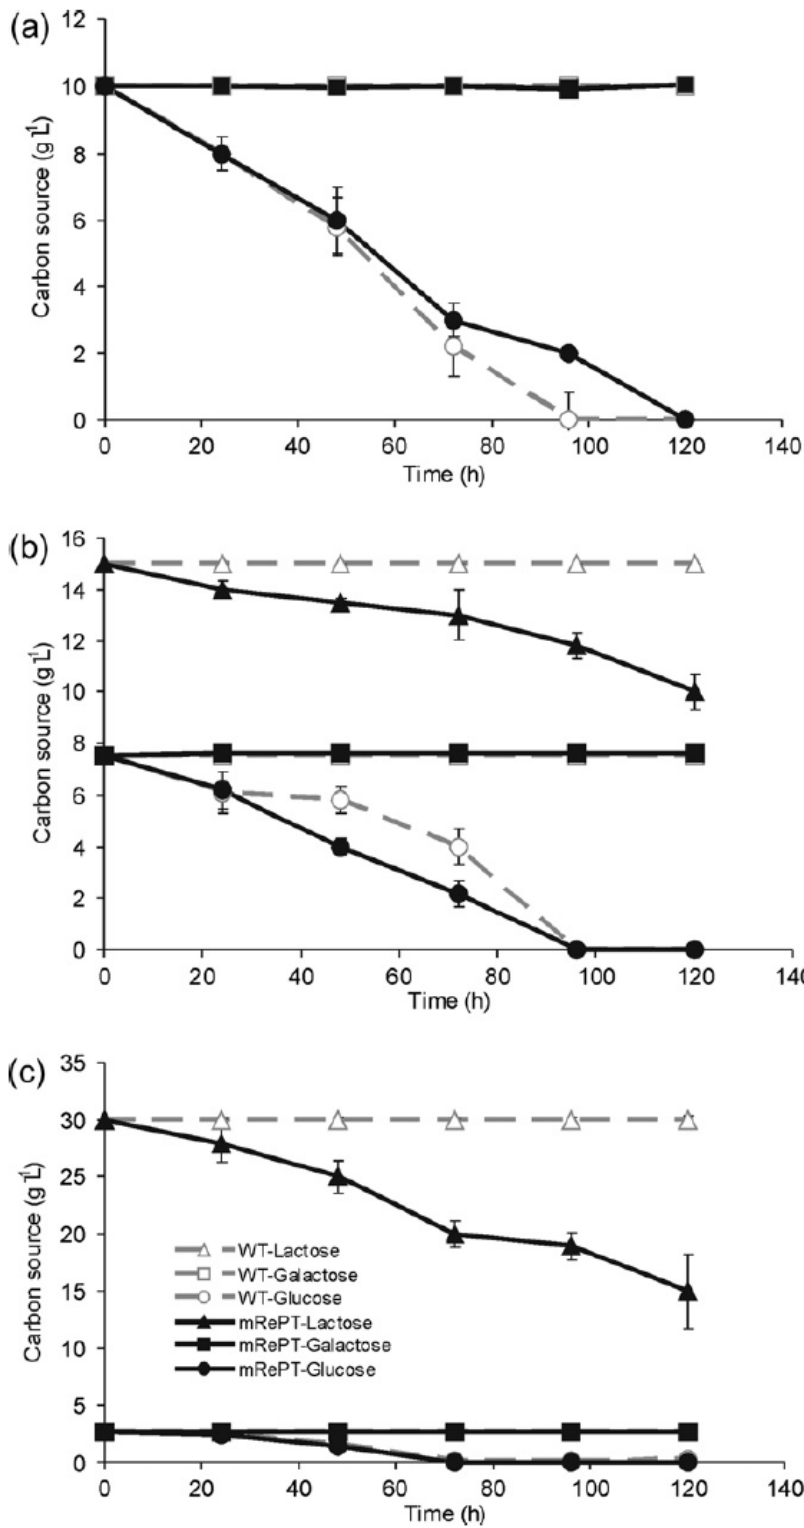 (a)
12
10
8
6
4
2
0
Carbon source (g L⁻¹)
0 20 40 60 80 100 120 140
Time (h)
(b)
16
14
12
10
8
6
4
2
0
Carbon source (g L⁻¹)
0 20 40 60 80 100 120 140
Time (h)
(c)
35
30
25
20
15
10
5
0
Carbon source (g L⁻¹)
WT-Lactose
WT-Galactose
WT-Glucose
mRePT-Lactose
mRePT-Galactose
mRePT-Glucose
0 20 40 60 80 100 120 140
Time (h)